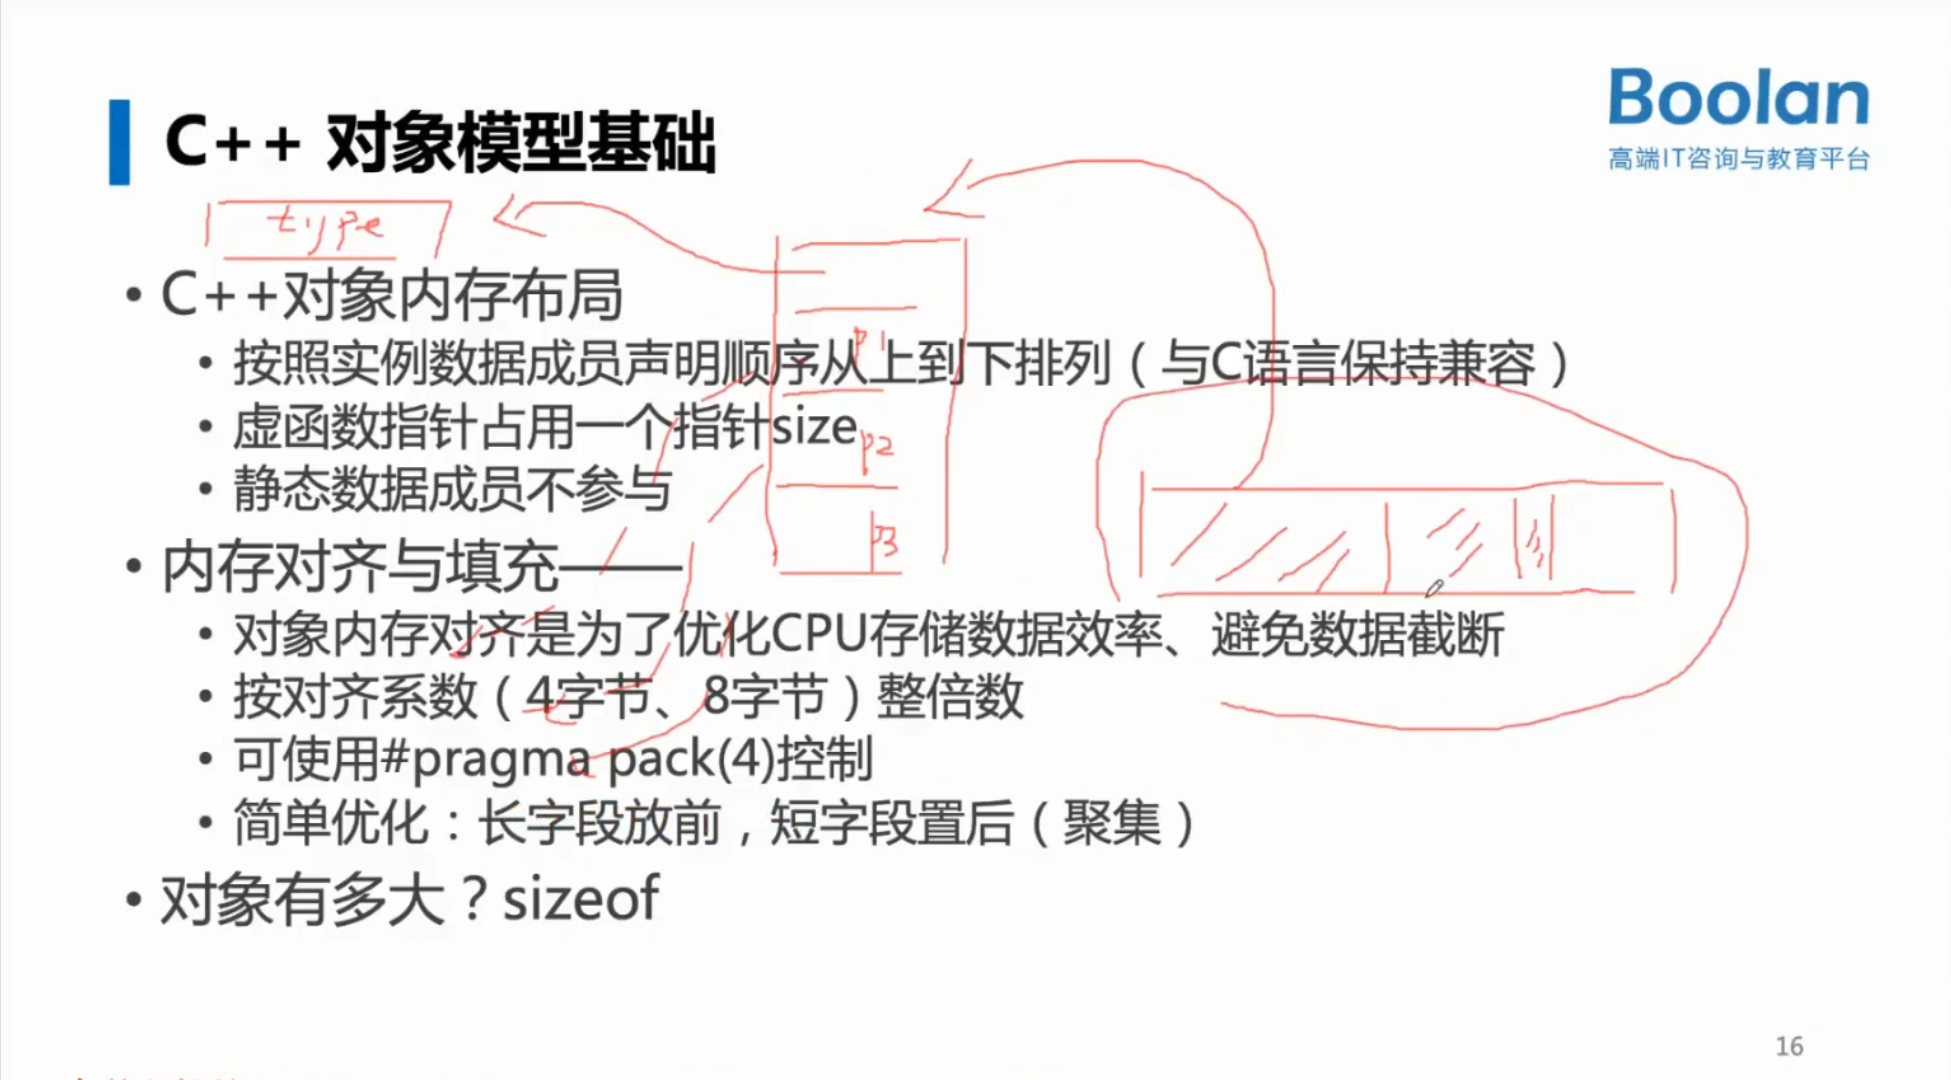 Boolan
高端IT咨询与教育平台
C++ 对象模型基础
type
• C++对象内存布局
• 按照实例数据成员声明顺序从上到下排列（与C语言保持兼容）
p1
• 虚函数指针占用一个指针size
p2
• 静态数据成员不参与
p3
• 内存对齐与填充——
• 对象内存对齐是为了优化CPU存储数据效率、避免数据截断
• 按对齐系数（4字节、8字节）整倍数
• 可使用#pragma pack(4)控制
• 简单优化：长字段放前，短字段置后（聚集）
• 对象有多大？sizeof
16